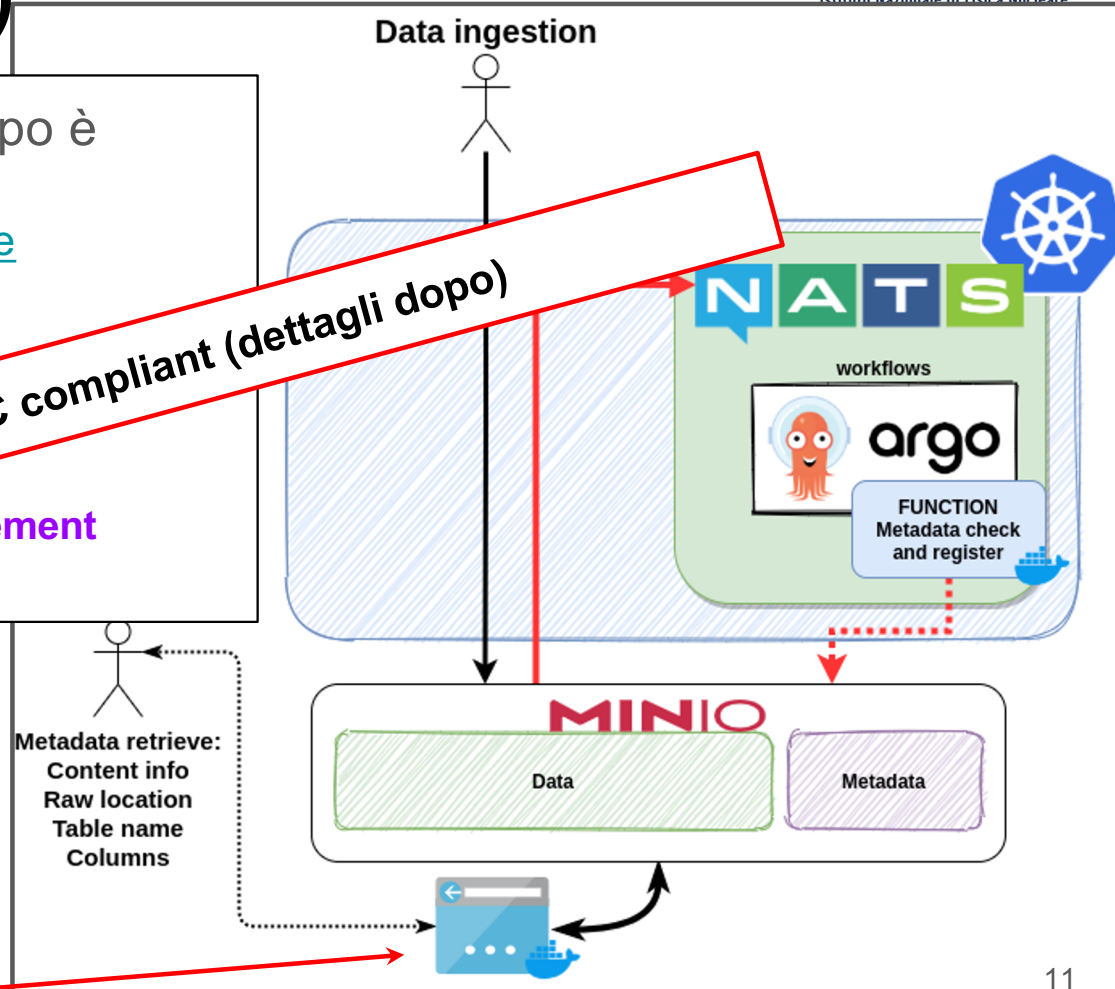 Data ingestion
po è
e
compliant (dettagli dopo)
NATS
workflows
argo
FUNCTION
Metadata check
and register
ement
MINIO
Data
Metadata
Metadata retrieve:
Content info
Raw location
Table name
Columns
11